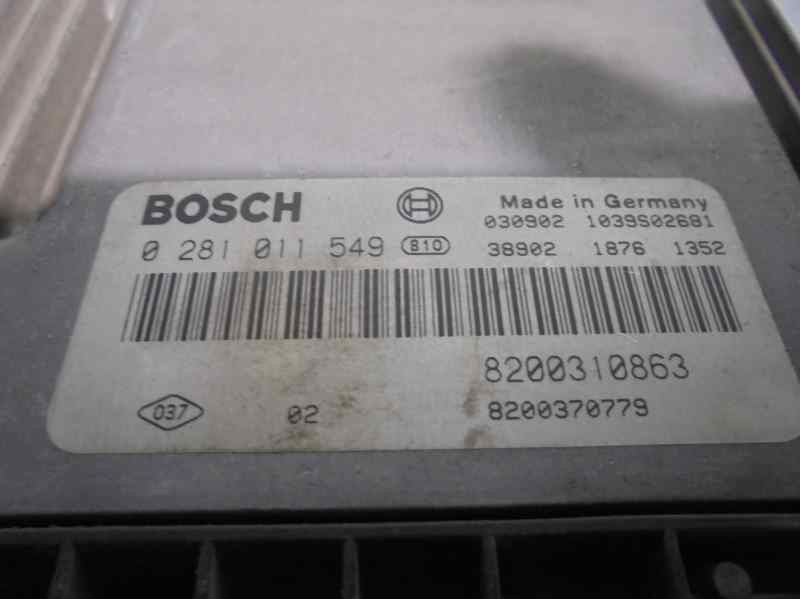 BOSCH
Made in Germany
030902 1039S02681
0 281 011 549 810 38902 1876 1352
8200310863
037 02 8200370779